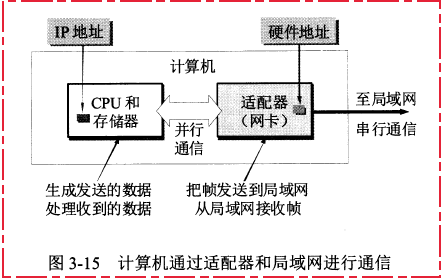 IP 地址
硬件地址
计算机
CPU 和
存储器
并行
通信
适配器
（网卡）
至局域网
串行通信
生成发送的数据
处理收到的数据
把帧发送到局域网
从局域网接收帧
图 3-15 计算机通过适配器和局域网进行通信